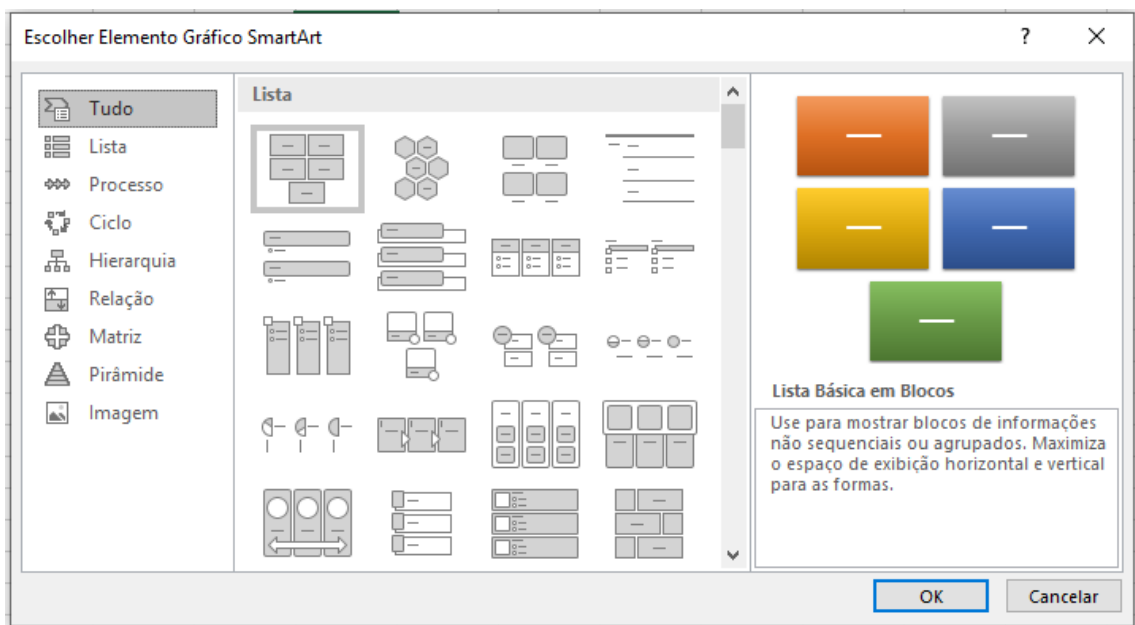 Escolher Elemento Gráfico SmartArt
?
Tudo
Lista
Processo
Ciclo
Hierarquia
Relação
Matriz
Pirâmide
Imagem
Lista
Lista Básica em Blocos
Use para mostrar blocos de informações
não sequenciais ou agrupados. Maximiza
o espaço de exibição horizontal e vertical
para as formas.
OK
Cancelar